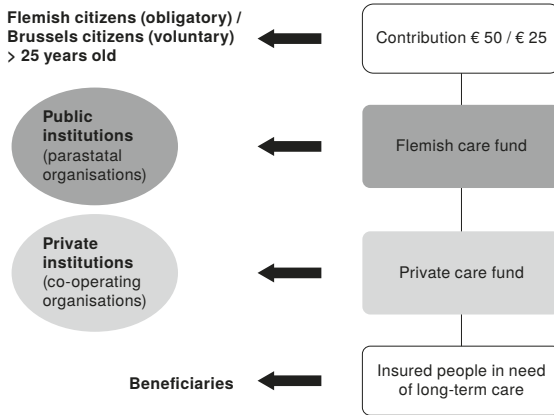 Flemish citizens (obligatory) /
Brussels citizens (voluntary)
> 25 years old
Contribution € 50 / € 25
Public
institutions
(parastatal
organisations)
Flemish care fund
Private
institutions
(co-operating
organisations)
Private care fund
Beneficiaries
Insured people in need
of long-term care